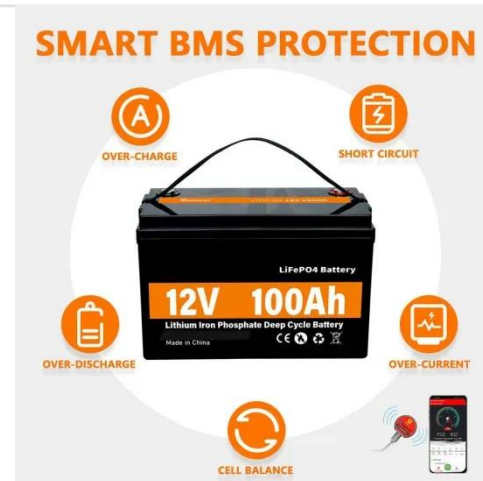 SMART BMS PROTECTION
OVER-CHARGE
SHORT CIRCUIT
LiFePO4 Battery
12V 100Ah
Lithium Iron Phosphate Deep Cycle Battery
Made in China
CE
OVER-DISCHARGE
OVER-CURRENT
CELL BALANCE